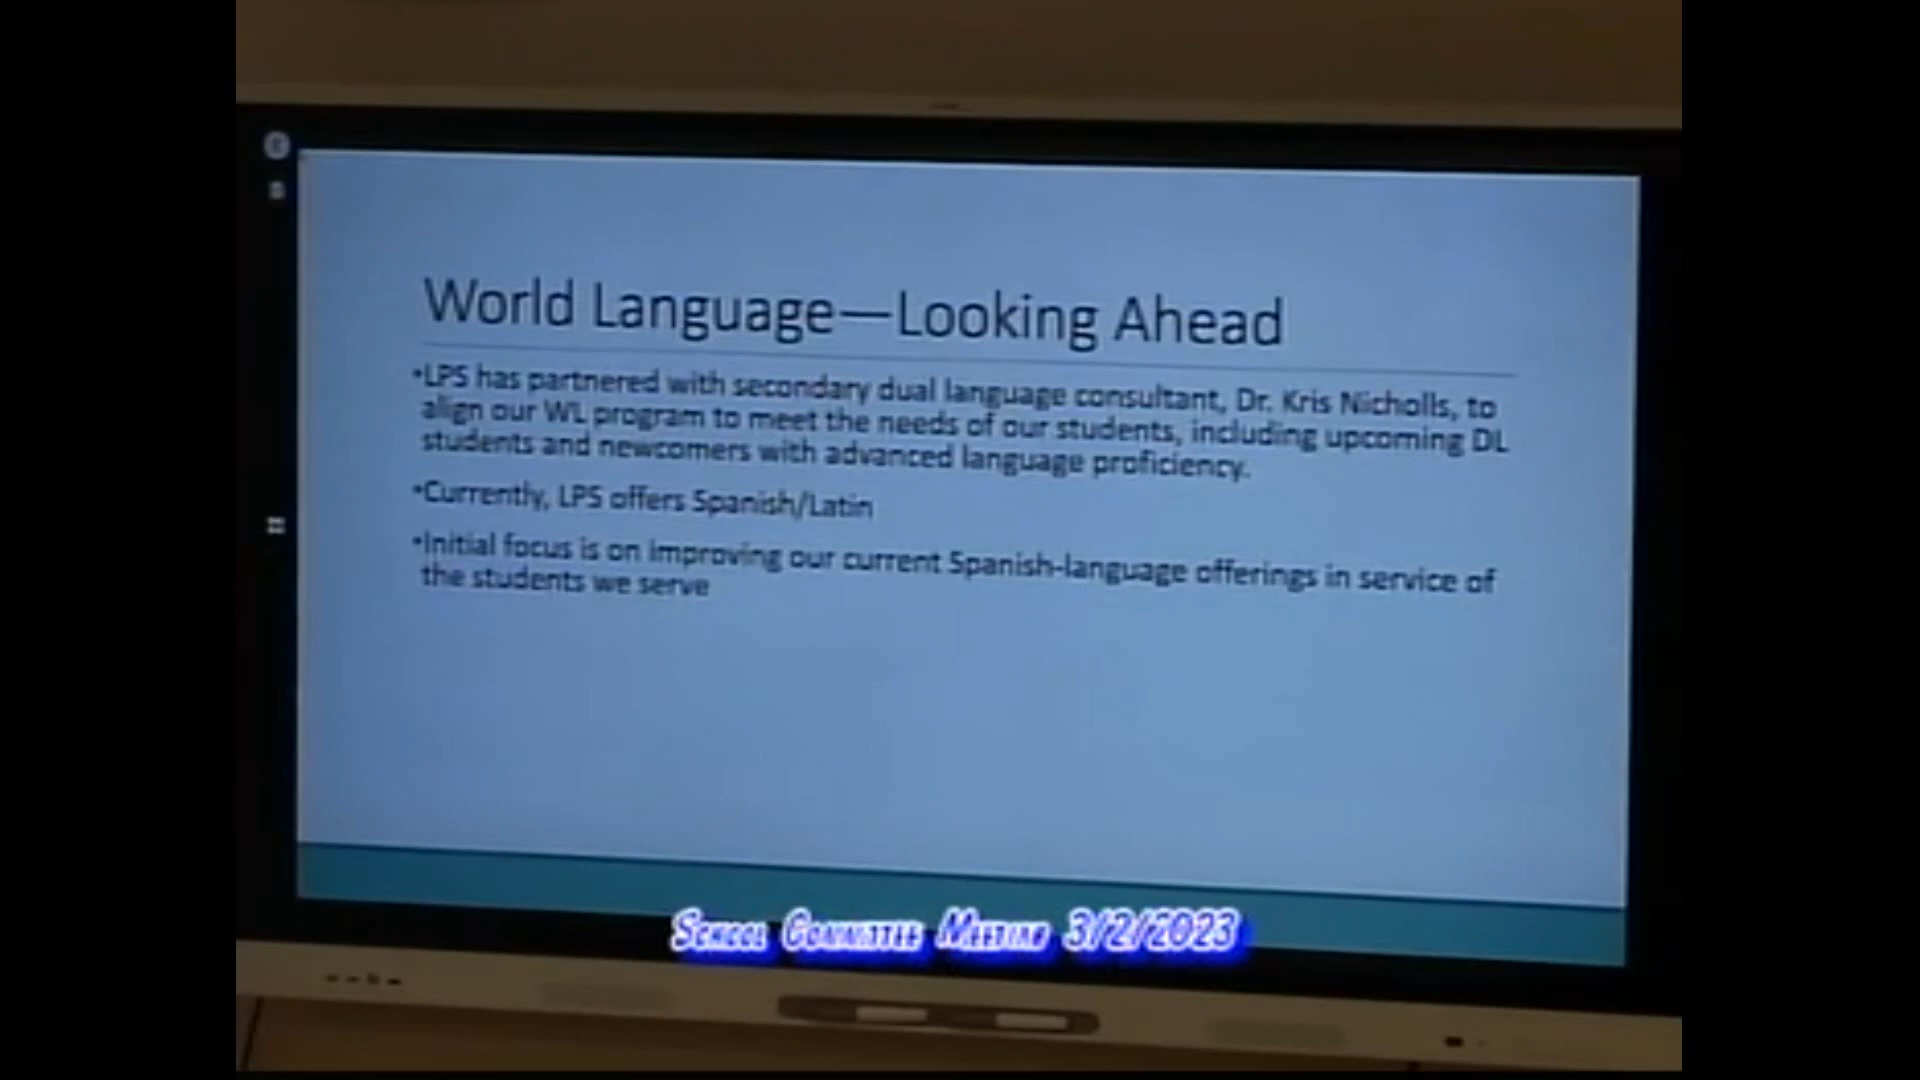 World Language—Looking Ahead
•LPS has partnered with secondary dual language consultant, Dr. Kris Nicholls, to
align our WL program to meet the needs of our students, including upcoming DL
students and newcomers with advanced language proficiency.
•Currently, LPS offers Spanish/Latin
•Initial focus is on improving our current Spanish-language offerings in service of
the students we serve
School Committee Meeting 3/2/2023